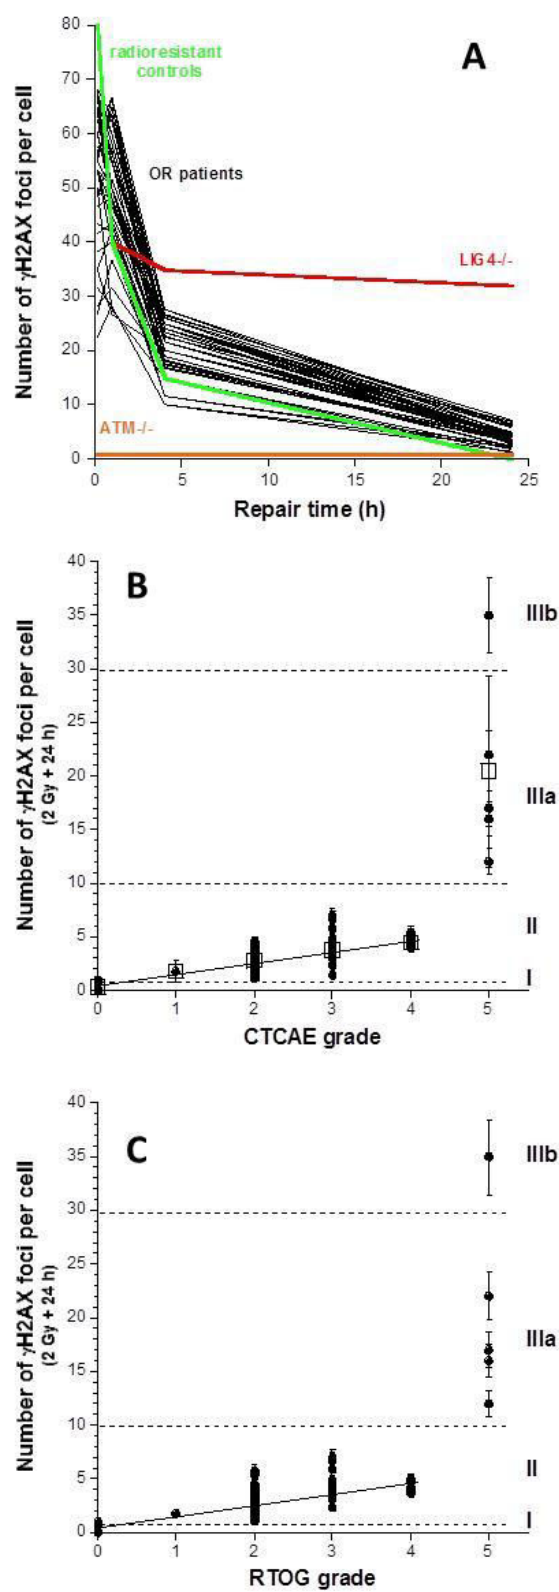 A
radioresistant
controls
OR patients
LIG4-/-
ATM-/-
Number of γH2AX foci per cell
80
70
60
50
40
30
20
10
0
0 5 10 15 20 25
Repair time (h)
B
Number of γH2AX foci per cell
(2 Gy + 24 h)
40
35
30
25
20
15
10
5
0
IIIb
IIIa
II
I
0 1 2 3 4 5
CTCAE grade
C
Number of γH2AX foci per cell
(2 Gy + 24 h)
40
35
30
25
20
15
10
5
0
IIIb
IIIa
II
I
0 1 2 3 4 5
RTOG grade